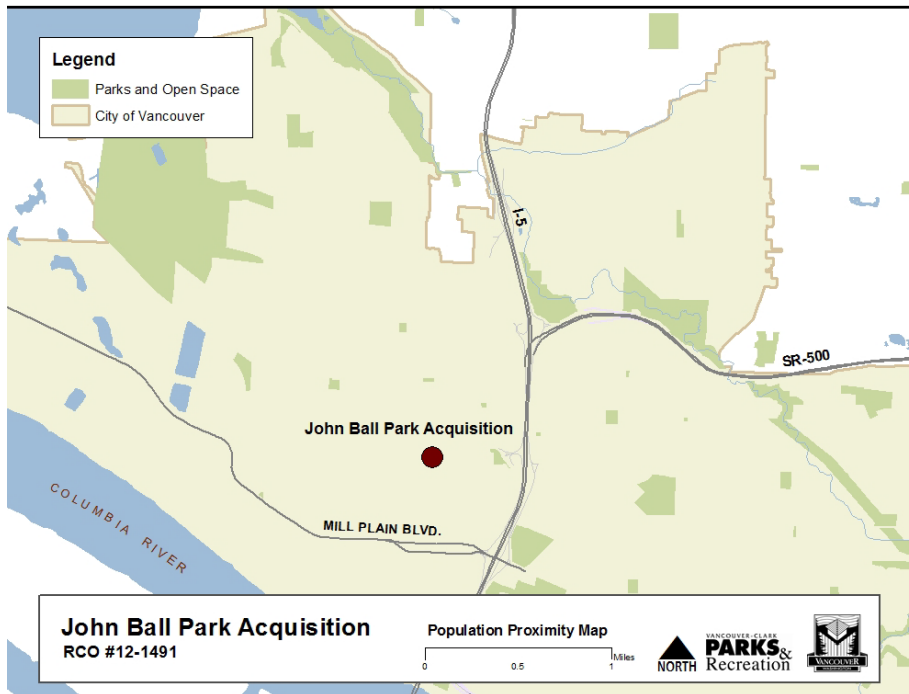 Legend
Parks and Open Space
City of Vancouver
I-5
SR-500
John Ball Park Acquisition
COLUMBIA RIVER
MILL PLAIN BLVD.
John Ball Park Acquisition
RCO #12-1491
Population Proximity Map
0 0.5 1 Miles
NORTH
VANCOUVER-CLARK
PARKS &
Recreation
VANCOUVER
WASHINGTON